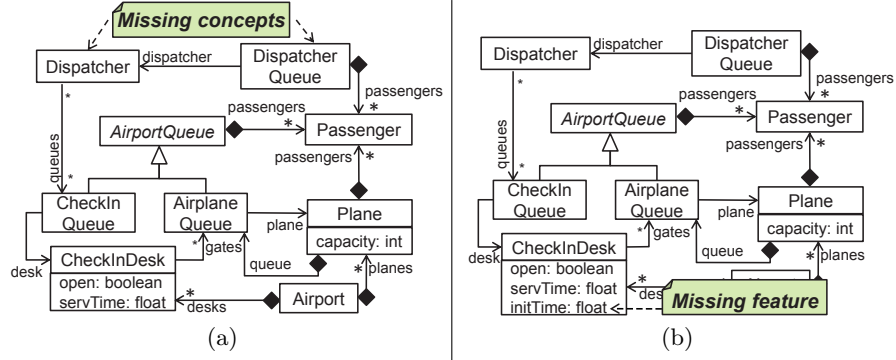 Missing concepts
Dispatcher
dispatcher
Dispatcher
Queue
passengers
*
*
queues
*
AirportQueue
passengers
*
Passenger
passengers
*
CheckIn
Queue
Airplane
Queue
plane
Plane
capacity: int
desk
CheckInDesk
open: boolean
servTime: float
*
gates
queue
*
planes
*
desks
Airport
(a)
Dispatcher
dispatcher
Dispatcher
Queue
passengers
*
*
queues
*
AirportQueue
passengers
*
Passenger
passengers
*
CheckIn
Queue
Airplane
Queue
plane
Plane
capacity: int
desk
CheckInDesk
open: boolean
servTime: float
initTime: float
*
gates
queue
*
planes
*
Missing feature
(b)